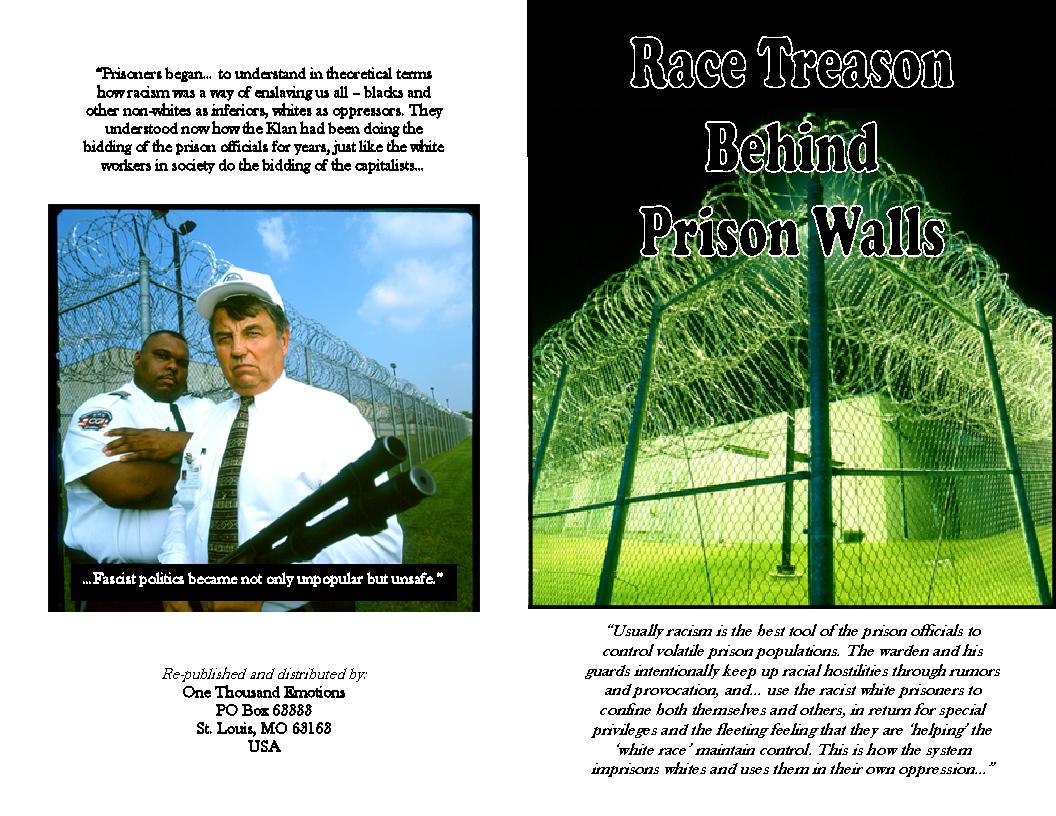 “Prisoners began... to understand in theoretical terms
how racism was a way of enslaving us all – blacks and
other non-whites as inferiors, whites as oppressors. They
understood now how the Klan had been doing the
bidding of the prison officials for years, just like the white
workers in society do the bidding of the capitalists...
CGI
...Fascist politics became not only unpopular but unsafe.”
Re-published and distributed by:
One Thousand Emotions
PO Box 63333
St. Louis, MO 63163
USA
Race Treason
Behind
Prison Walls
“Usually racism is the best tool of the prison officials to
control volatile prison populations. The warden and his
guards intentionally keep up racial hostilities through rumors
and provocation, and... use the racist white prisoners to
confine both themselves and others, in return for special
privileges and the fleeting feeling that they are ‘helping’ the
‘white race’ maintain control. This is how the system
imprisons whites and uses them in their own oppression...”